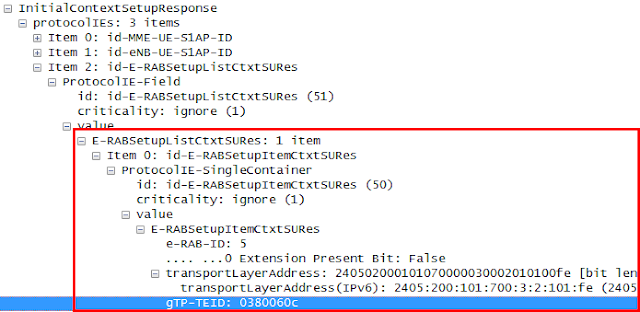 InitialContextSetupResponse
protocolIEs: 3 items
Item 0: id-MME-UE-S1AP-ID
Item 1: id-eNB-UE-S1AP-ID
Item 2: id-E-RABSetupListCtxtSURes
ProtocolIE-Field
id: id-E-RABSetupListCtxtSURes (51)
criticality: ignore (1)
value
E-RABSetupListCtxtSURes: 1 item
Item 0: id-E-RABSetupItemCtxtSURes
ProtocolIE-SingleContainer
id: id-E-RABSetupItemCtxtSURes (50)
criticality: ignore (1)
value
E-RABSetupItemCtxtSURes
e-RAB-ID: 5
.... ...0 Extension Present Bit: False
transportLayerAddress: 240502000101070000030002010100fe [bit len
transportLayerAddress(IPv6): 2405:200:101:700:3:2:101:fe (2405
gTP-TEID: 0380060c